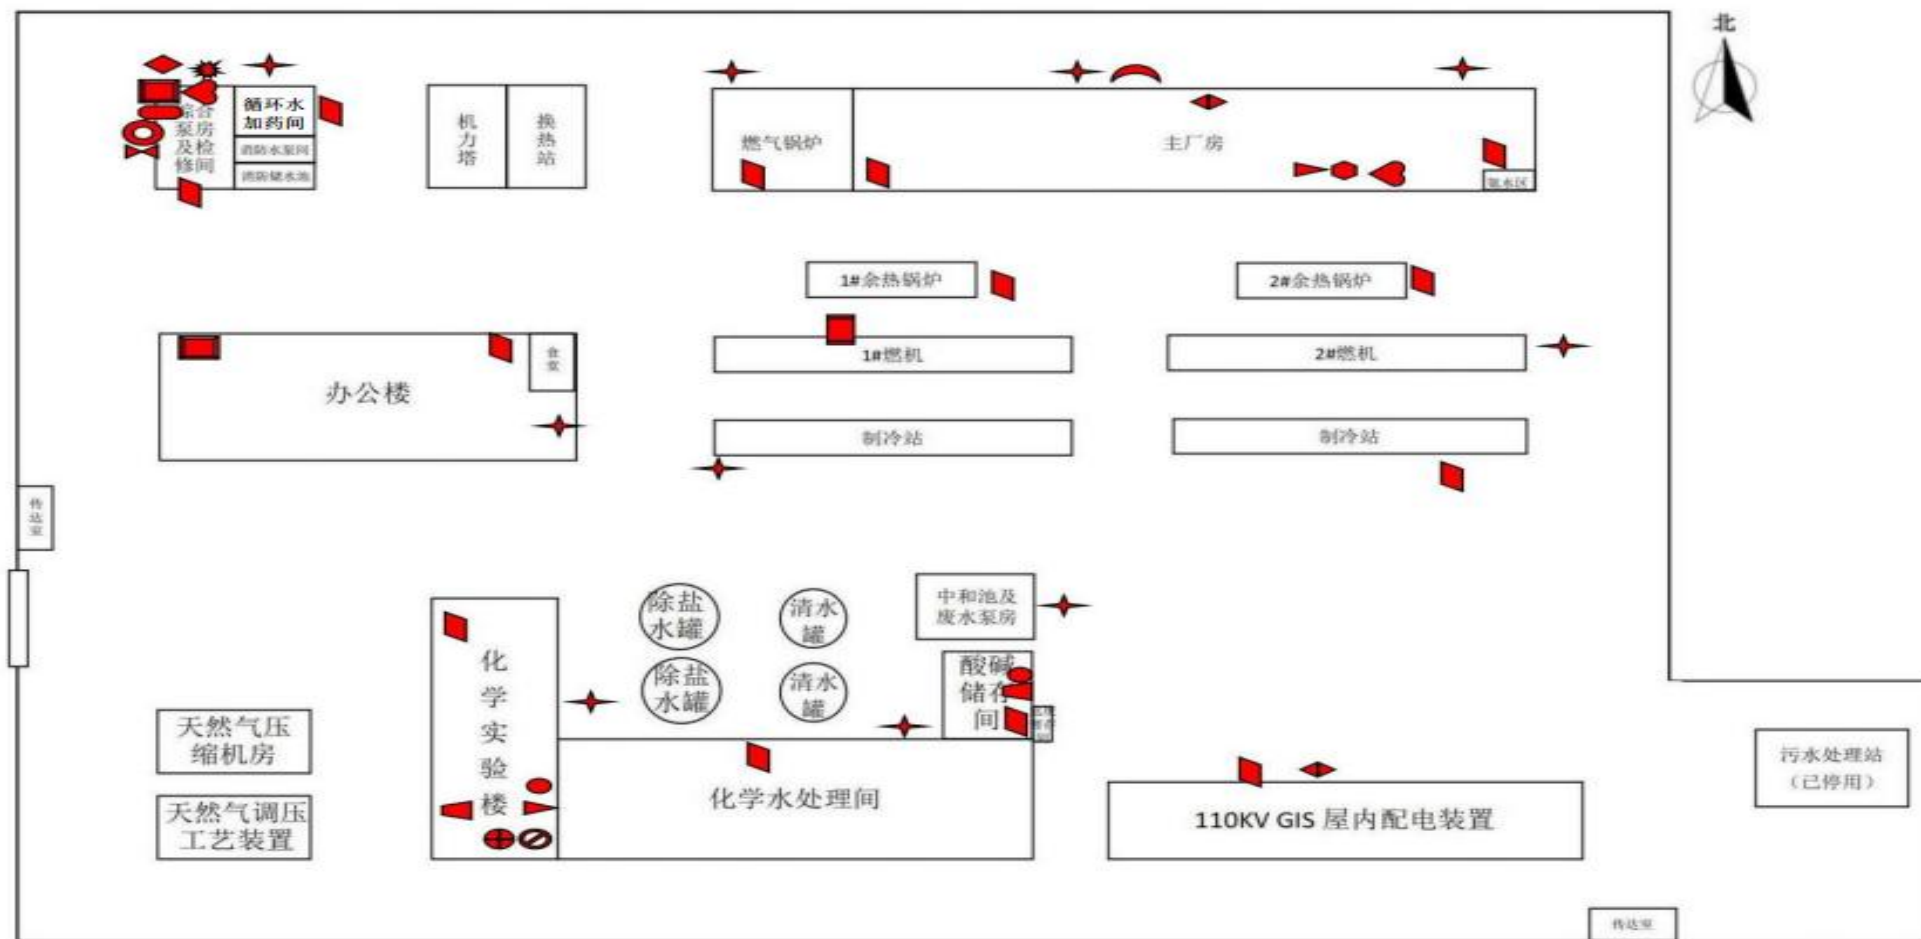 北
综合
泵房
及检
修间
循环水
加药间
消防水泵间
消防储水池
机
力
塔
换
热
站
燃气锅炉
主厂房
氨水区
1#余热锅炉
2#余热锅炉
1#燃机
2#燃机
食
堂
办公楼
制冷站
制冷站
传
达
室
除盐
水罐
清水
罐
中和池及
废水泵房
化
学
实
验
楼
除盐
水罐
清水
罐
酸碱
储存
间
天然气压
缩机房
天然气调压
工艺装置
化学水处理间
110KV GIS 屋内配电装置
污水处理站
（已停用）
传达室